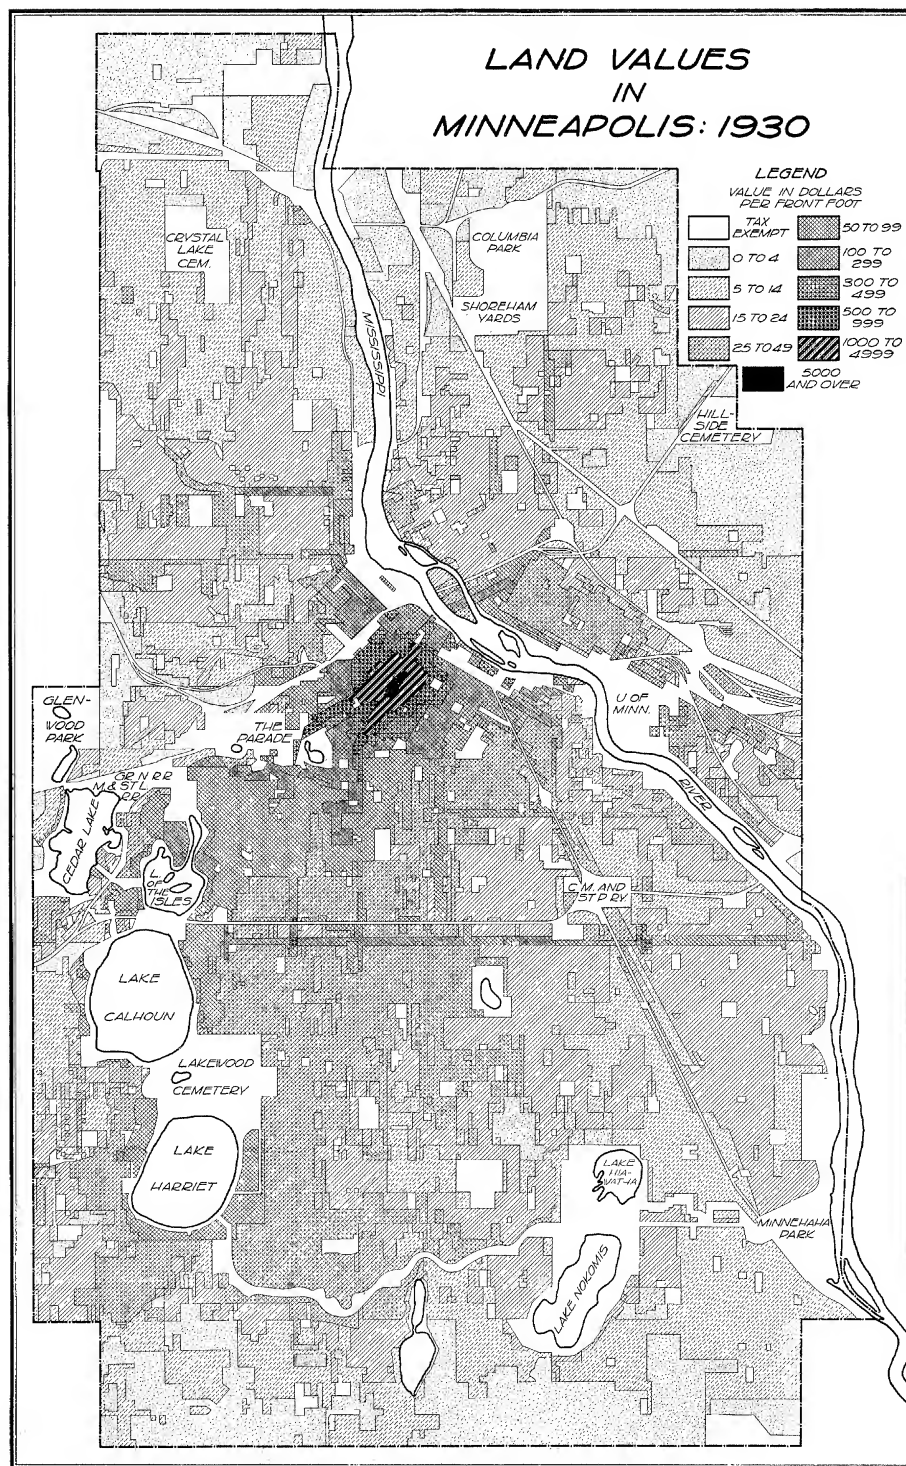 LAND VALUES
IN
MINNEAPOLIS: 1930
LEGEND
VALUE IN DOLLARS
PER FRONT FOOT
TAX
EXEMPT
0 TO 4
5 TO 14
15 TO 24
25 TO 49
50 TO 99
100 TO
299
300 TO
499
500 TO
999
1000 TO
4999
5000
AND OVER
CRYSTAL
LAKE
CEM.
COLUMBIA
PARK
SHOREHAM
YARDS
MISSISSIPPI
HILL-
SIDE
CEMETERY
GLEN-
WOOD
PARK
THE
PARADE
U OF
MINN.
GR. N R R
M & ST L
RR
CEDAR LAKE
L.
OF
THE
ISLES
RIVER
C. M. AND
ST P RY.
LAKE
CALHOUN
LAKEWOOD
CEMETERY
LAKE
HARRIET
LAKE
HIA-
WATHA
MINNEHAHA
PARK
LAKE NOKOMIS